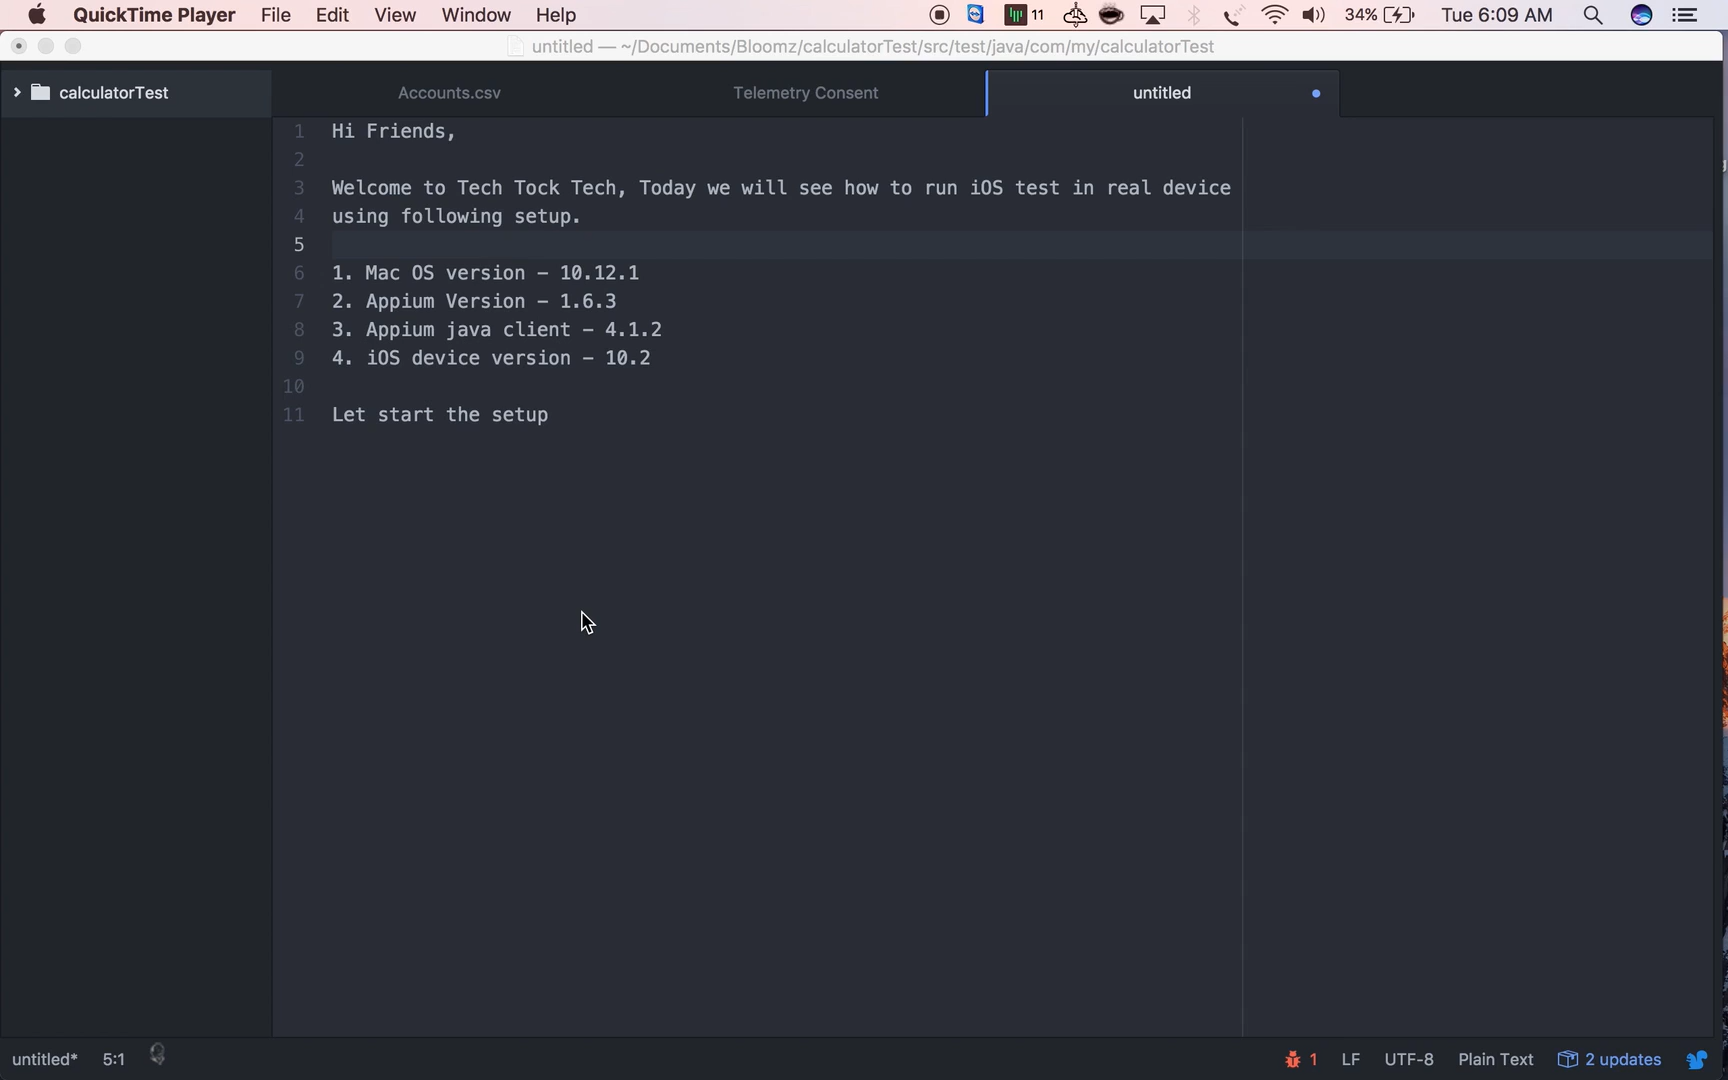 QuickTime Player File Edit View Window Help 11 34% Tue 6:09 AM
untitled — ~/Documents/Bloomz/calculatorTest/src/test/java/com/my/calculatorTest
calculatorTest Accounts.csv Telemetry Consent untitled
1 Hi Friends,
2
3 Welcome to Tech Tock Tech, Today we will see how to run iOS test in real device
4 using following setup.
5
6 1. Mac OS version – 10.12.1
7 2. Appium Version – 1.6.3
8 3. Appium java client – 4.1.2
9 4. iOS device version – 10.2
10
11 Let start the setup
untitled* 5:1 1 LF UTF-8 Plain Text 2 updates